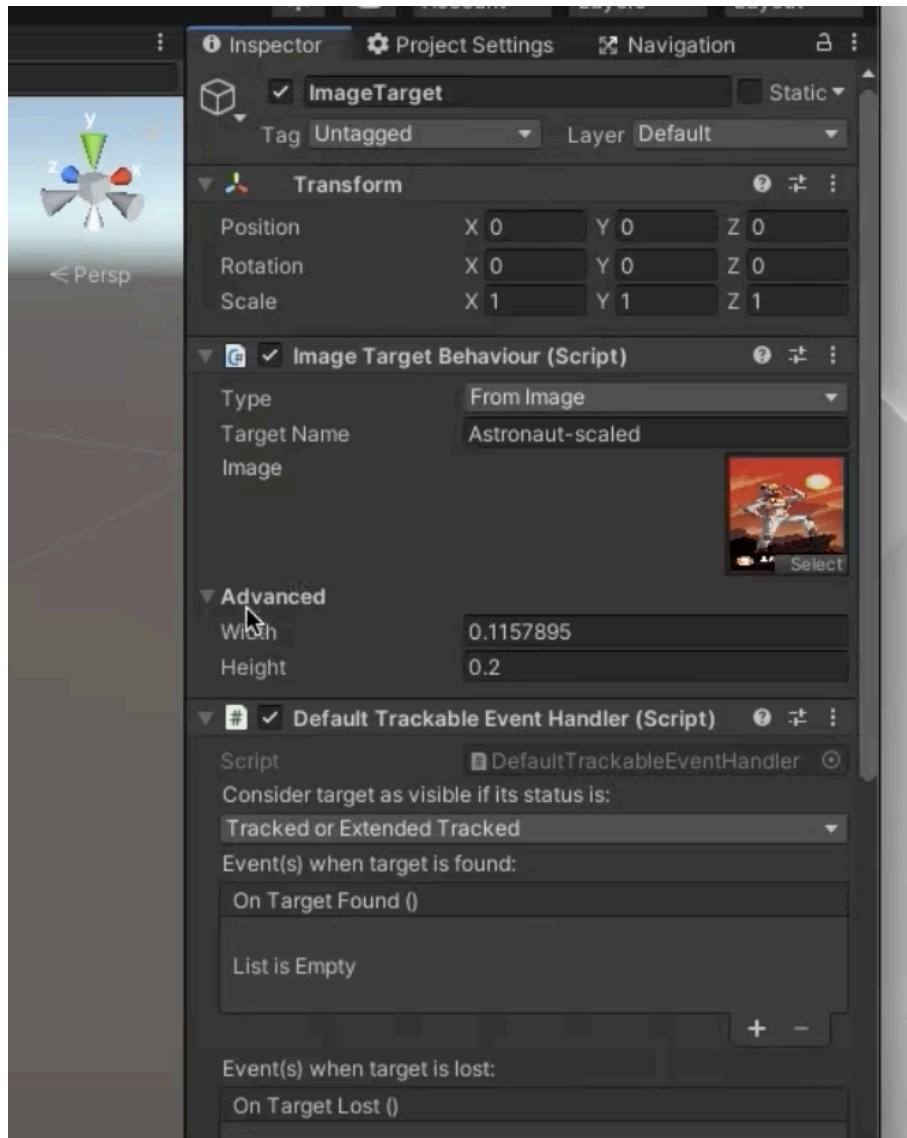 Inspector Project Settings Navigation
ImageTarget Static
Tag Untagged Layer Default
y
z x
Transform
Position X 0 Y 0 Z 0
Persp
Rotation X 0 Y 0 Z 0
Scale X 1 Y 1 Z 1
Image Target Behaviour (Script)
Type From Image
Target Name Astronaut-scaled
Image
Select
Advanced
Width 0.1157895
Height 0.2
# Default Trackable Event Handler (Script)
Script # DefaultTrackableEventHandler
Consider target as visible if its status is:
Tracked or Extended Tracked
Event(s) when target is found:
On Target Found ()
List is Empty
+ −
Event(s) when target is lost:
On Target Lost ()